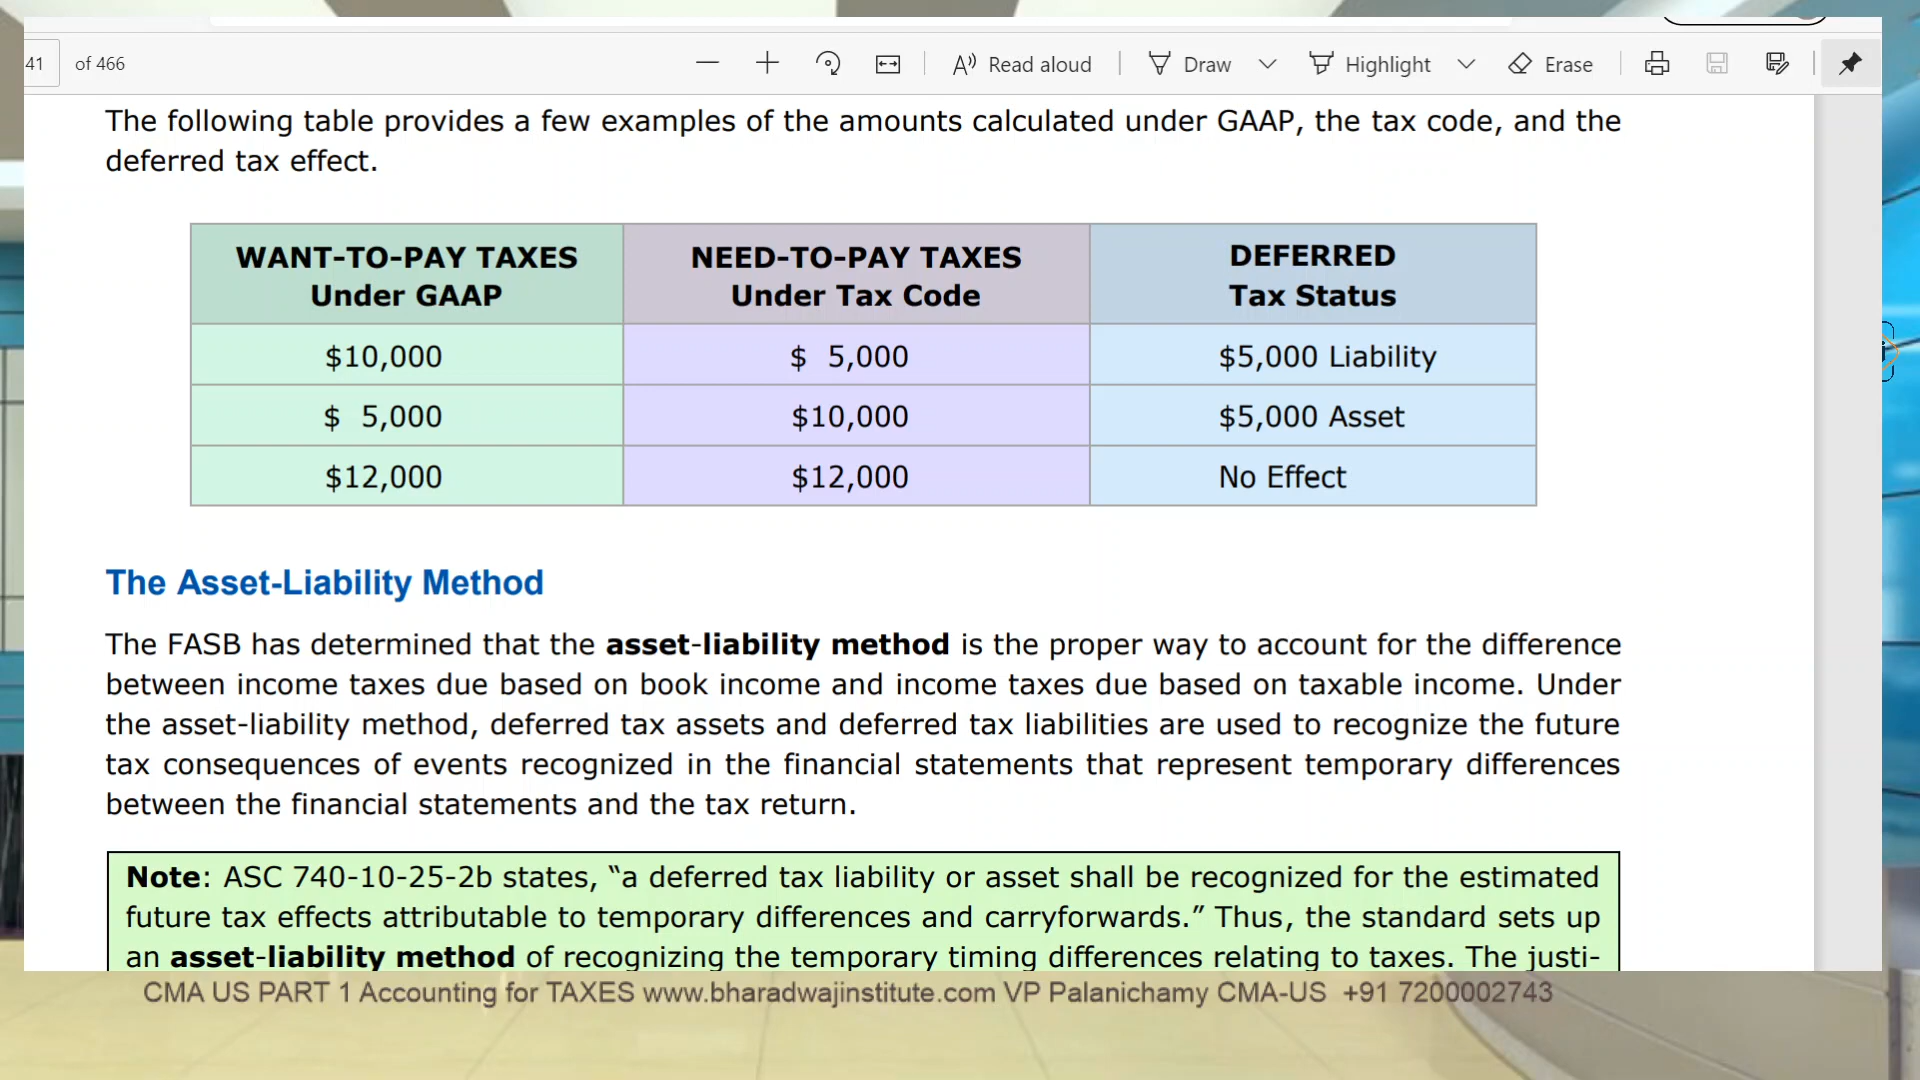 41 of 466 Read aloud Draw Highlight Erase
The following table provides a few examples of the amounts calculated under GAAP, the tax code, and the
deferred tax effect.
WANT-TO-PAY TAXES
Under GAAP
NEED-TO-PAY TAXES
Under Tax Code
DEFERRED
Tax Status
$10,000 $ 5,000 $5,000 Liability
$ 5,000 $10,000 $5,000 Asset
$12,000 $12,000 No Effect
The Asset-Liability Method
The FASB has determined that the asset-liability method is the proper way to account for the difference
between income taxes due based on book income and income taxes due based on taxable income. Under
the asset-liability method, deferred tax assets and deferred tax liabilities are used to recognize the future
tax consequences of events recognized in the financial statements that represent temporary differences
between the financial statements and the tax return.
Note: ASC 740-10-25-2b states, “a deferred tax liability or asset shall be recognized for the estimated
future tax effects attributable to temporary differences and carryforwards.” Thus, the standard sets up
an asset-liability method of recognizing the temporary timing differences relating to taxes. The justi-
CMA US PART 1 Accounting for TAXES www.bharadwajinstitute.com VP Palanichamy CMA-US +91 7200002743